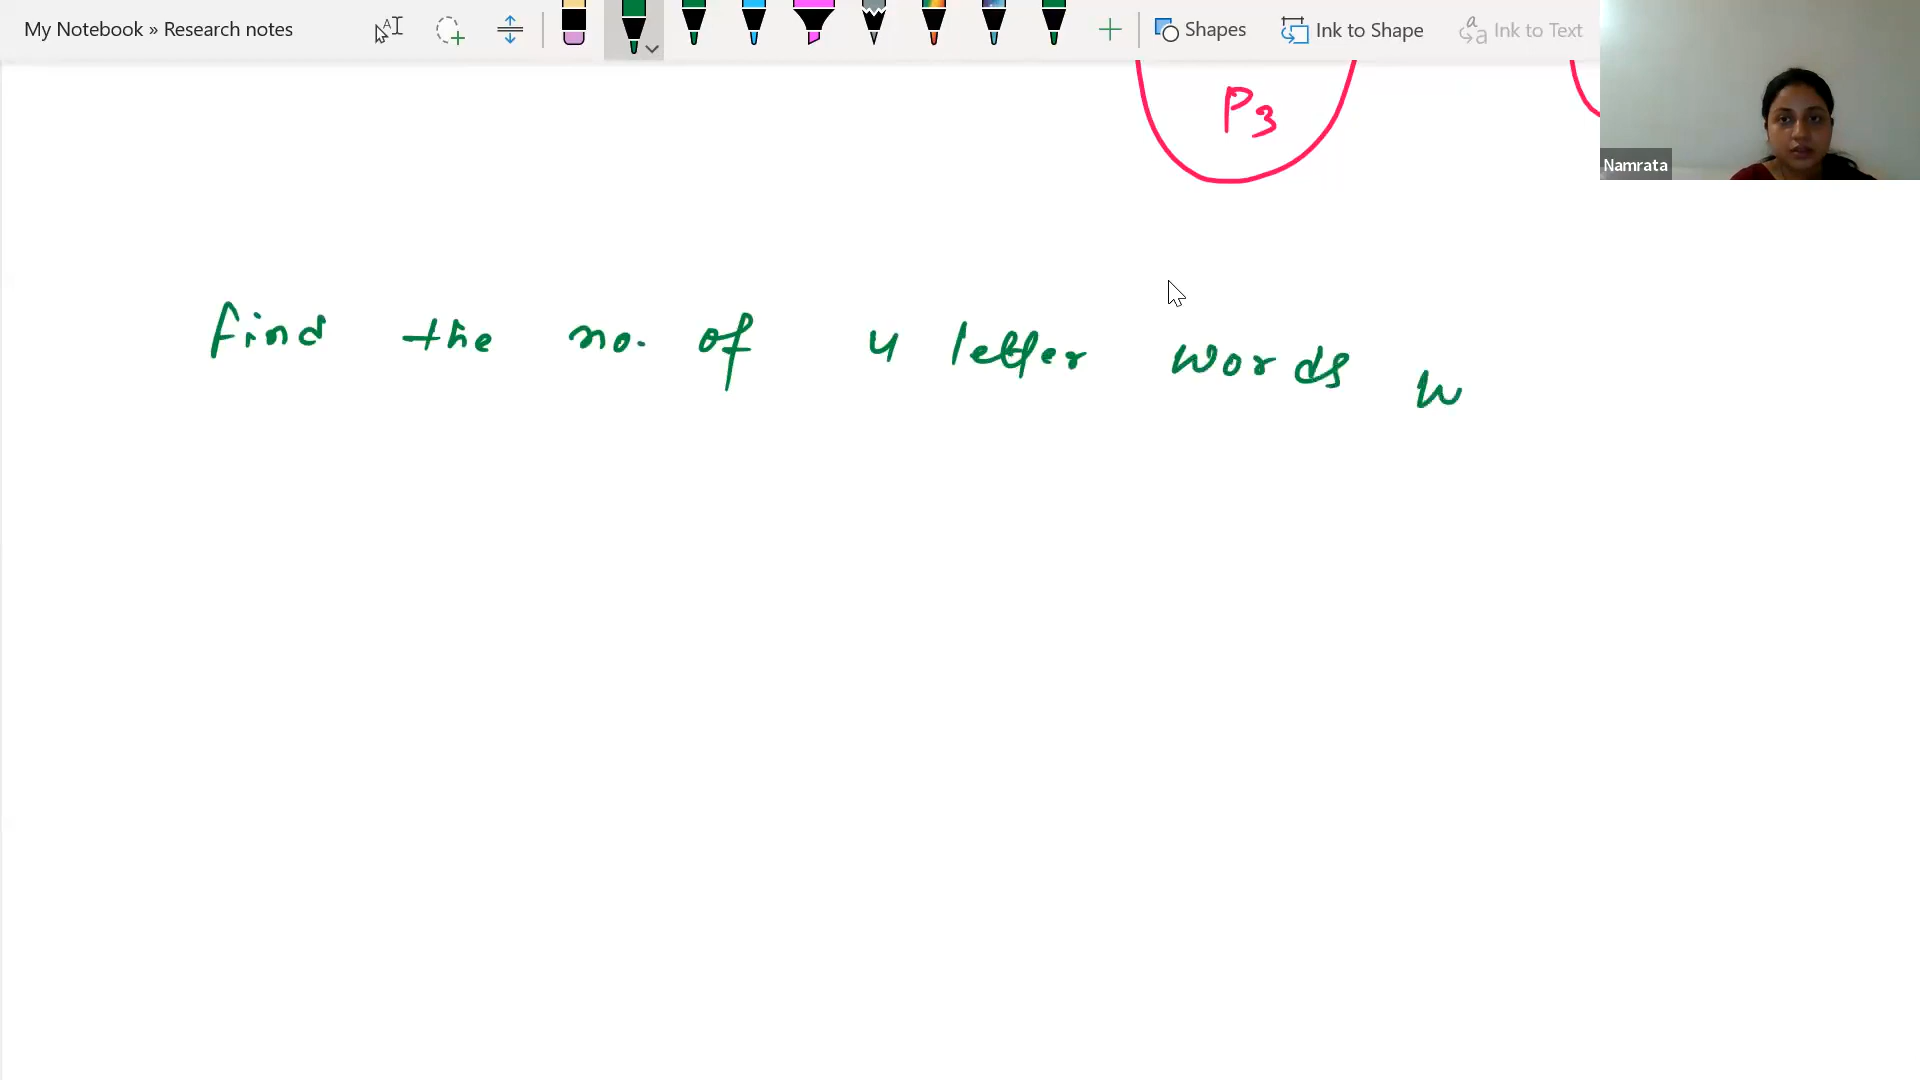 My Notebook » Research notes
Shapes
Ink to Shape
Ink to Text
Namrata
P3
find the no. of 4 letter words w